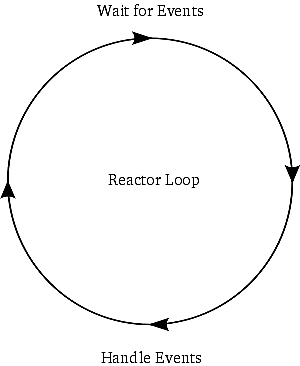 Wait for Events
Reactor Loop
Handle Events